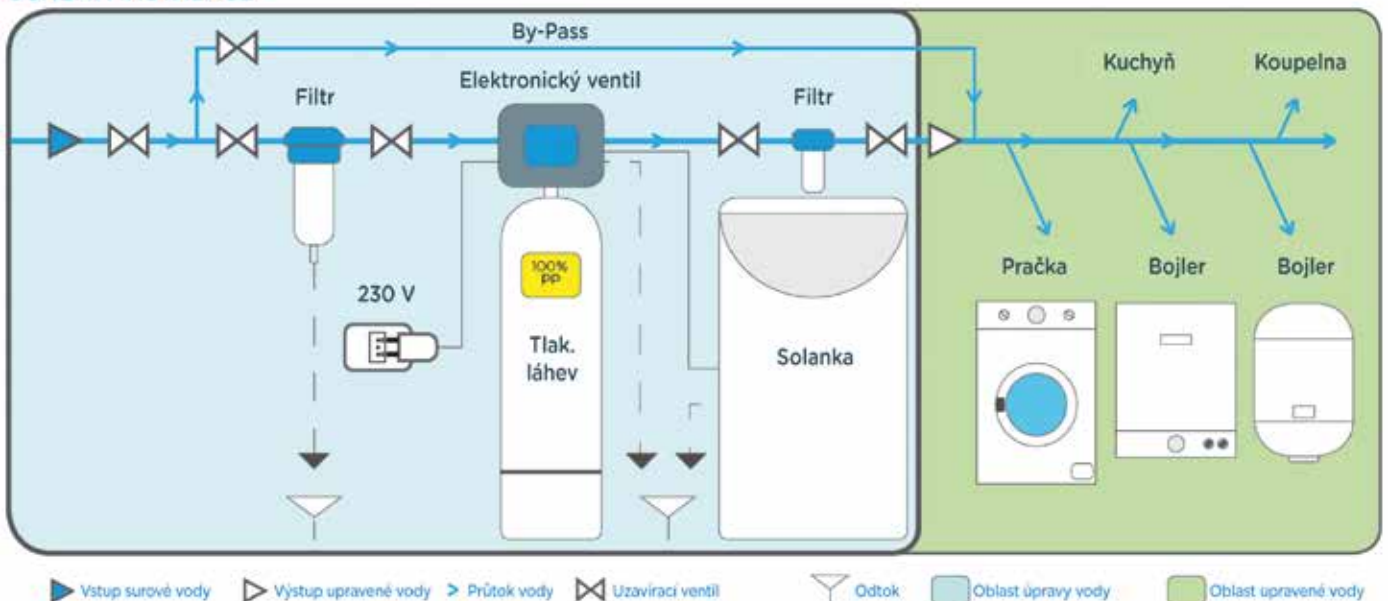 By-Pass
Kuchyň
Koupelna
Elektronický ventil
Filtr
Filtr
Pračka
Bojler
Bojler
100%
PP
230 V
Tlak.
láhev
Solanka
Vstup surové vody
Výstup upravené vody
Průtok vody
Uzavírací ventil
Odtok
Oblast úpravy vody
Oblast upravené vody